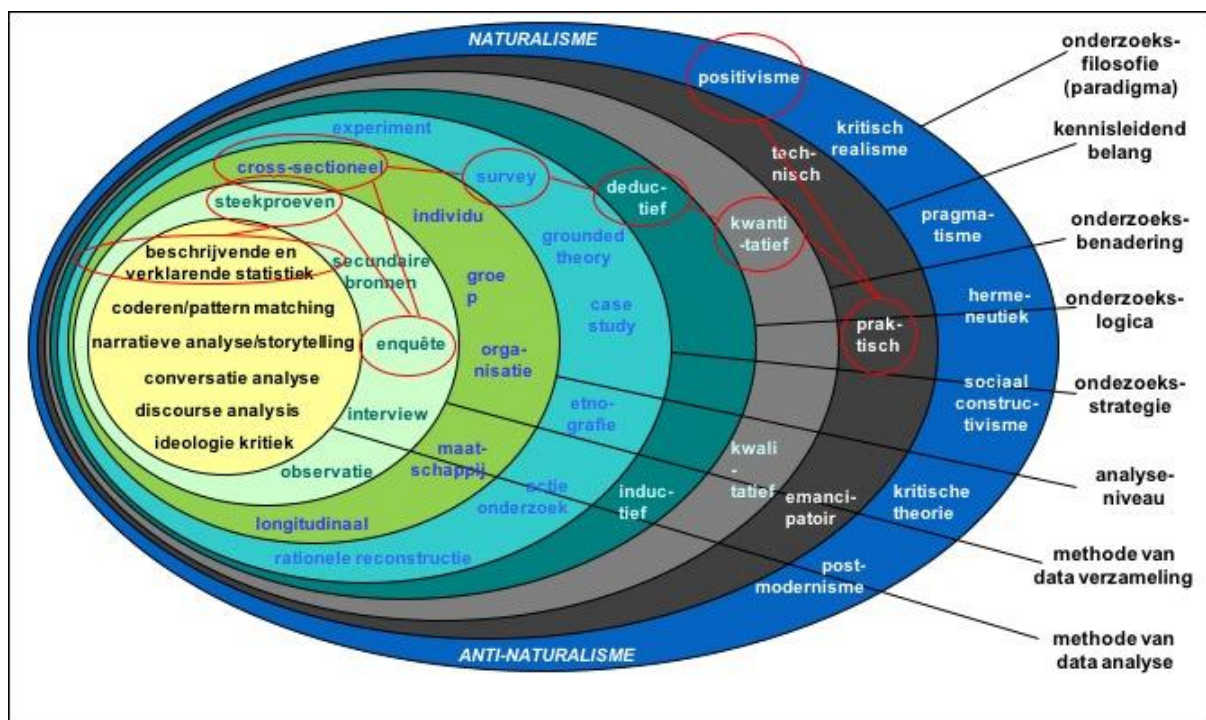 NATURALISME
positivisme
kritisch
realisme
pragma-
tisme
herme-
neutiek
sociaal
construc-
tivisme
kritische
theorie
post-
modernisme
ANTI-NATURALISME
tech-
nisch
prak-
tisch
emanci-
patoir
kwanti
-tatief
kwali
-
tatief
deduc-
tief
induc-
tief
experiment
survey
grounded
theory
case
study
etno-
grafie
actie
onderzoek
rationele reconstructie
cross-sectioneel
individu
groe
p
orga-
nisatie
maat-
schappij
longitudinaal
steekproeven
secundaire
bronnen
enquête
interview
observatie
beschrijvende en
verklarende statistiek
coderen/pattern matching
narratieve analyse/storytelling
conversatie analyse
discourse analysis
ideologie kritiek
onderzoeks-
filosofie
(paradigma)
kennisleidend
belang
onderzoeks-
benadering
onderzoeks-
logica
ondezoeks-
strategie
analyse-
niveau
methode van
data verzameling
methode van
data analyse